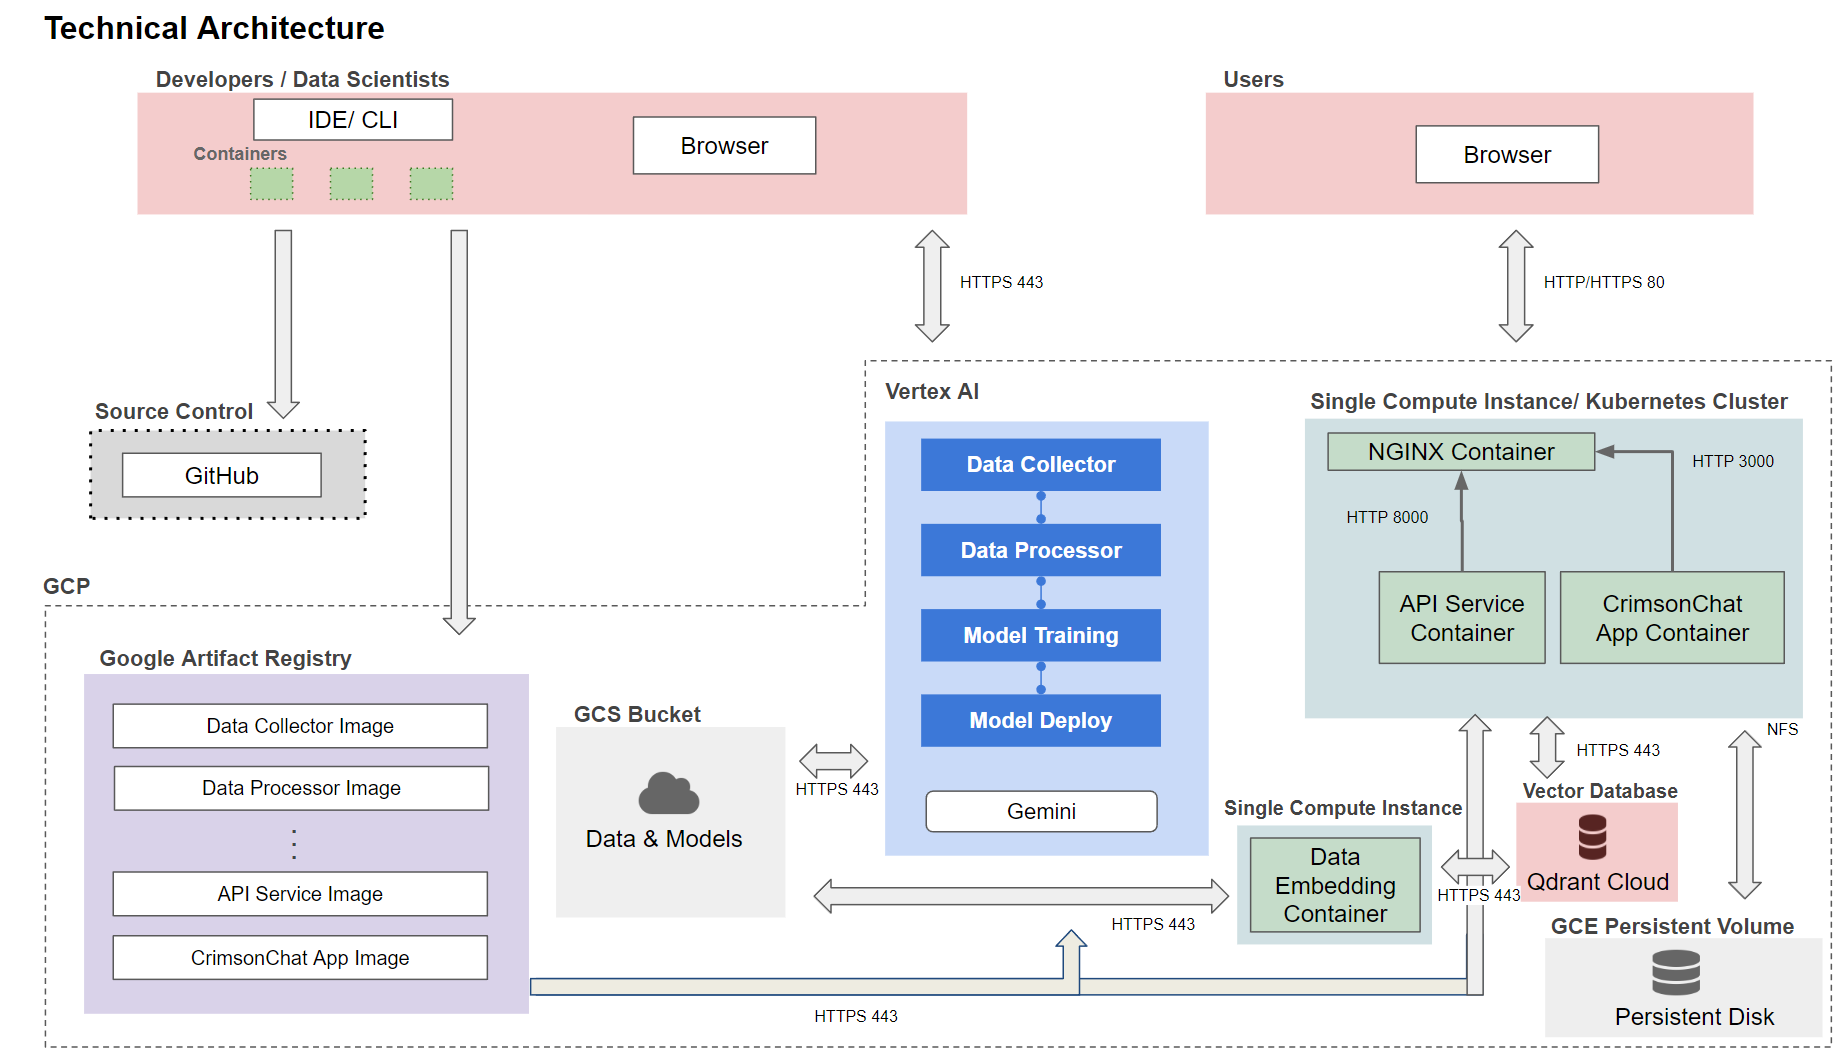 Technical Architecture
Developers / Data Scientists
IDE/ CLI
Containers
Browser
Users
Browser
HTTPS 443
HTTP/HTTPS 80
Source Control
GitHub
GCP
Google Artifact Registry
Data Collector Image
Data Processor Image
API Service Image
CrimsonChat App Image
GCS Bucket
Data & Models
HTTPS 443
Vertex AI
Data Collector
Data Processor
Model Training
Model Deploy
Gemini
Single Compute Instance/ Kubernetes Cluster
NGINX Container
HTTP 3000
HTTP 8000
API Service
Container
CrimsonChat
App Container
NFS
HTTPS 443
Single Compute Instance
Data
Embedding
Container
Vector Database
Qdrant Cloud
HTTPS 443
HTTPS 443
GCE Persistent Volume
Persistent Disk
HTTPS 443